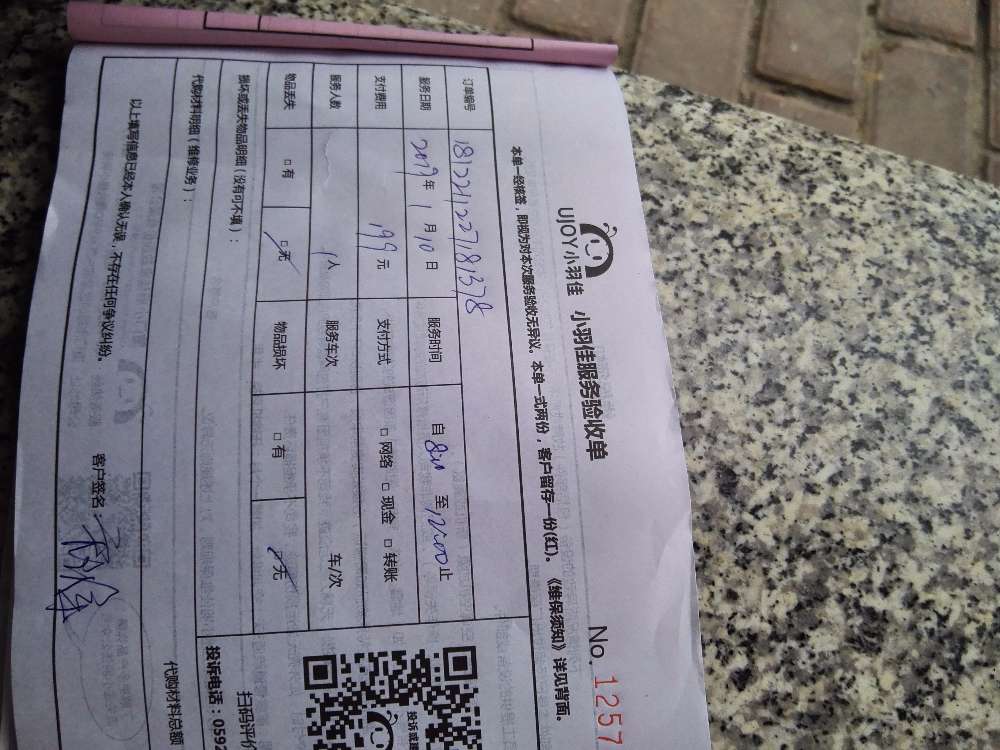 UJOY小羽佳 小羽佳服务验收单
No.1257
本单一经核签，即视为对本次服务验收无异议。本单一式两份，客户留存一份(红)。《维保须知》详见背面。
订单编号
服务日期 2019年1月10日 服务时间 自 8:00 至 12:00止
支付费用 199元 支付方式 □网络 □现金 □转账
服务人数 1人 服务车次 车/次
物品丢失 □有 □无 物品损坏 □有 □无
损坏或丢失物品明细（没有可不填）：
代购材料明细（维修业务）：
代购材料总额
以上填写信息已经本人确认无误，不存在任何争议纠纷。 客户签名：
扫码评价
投诉电话：0592